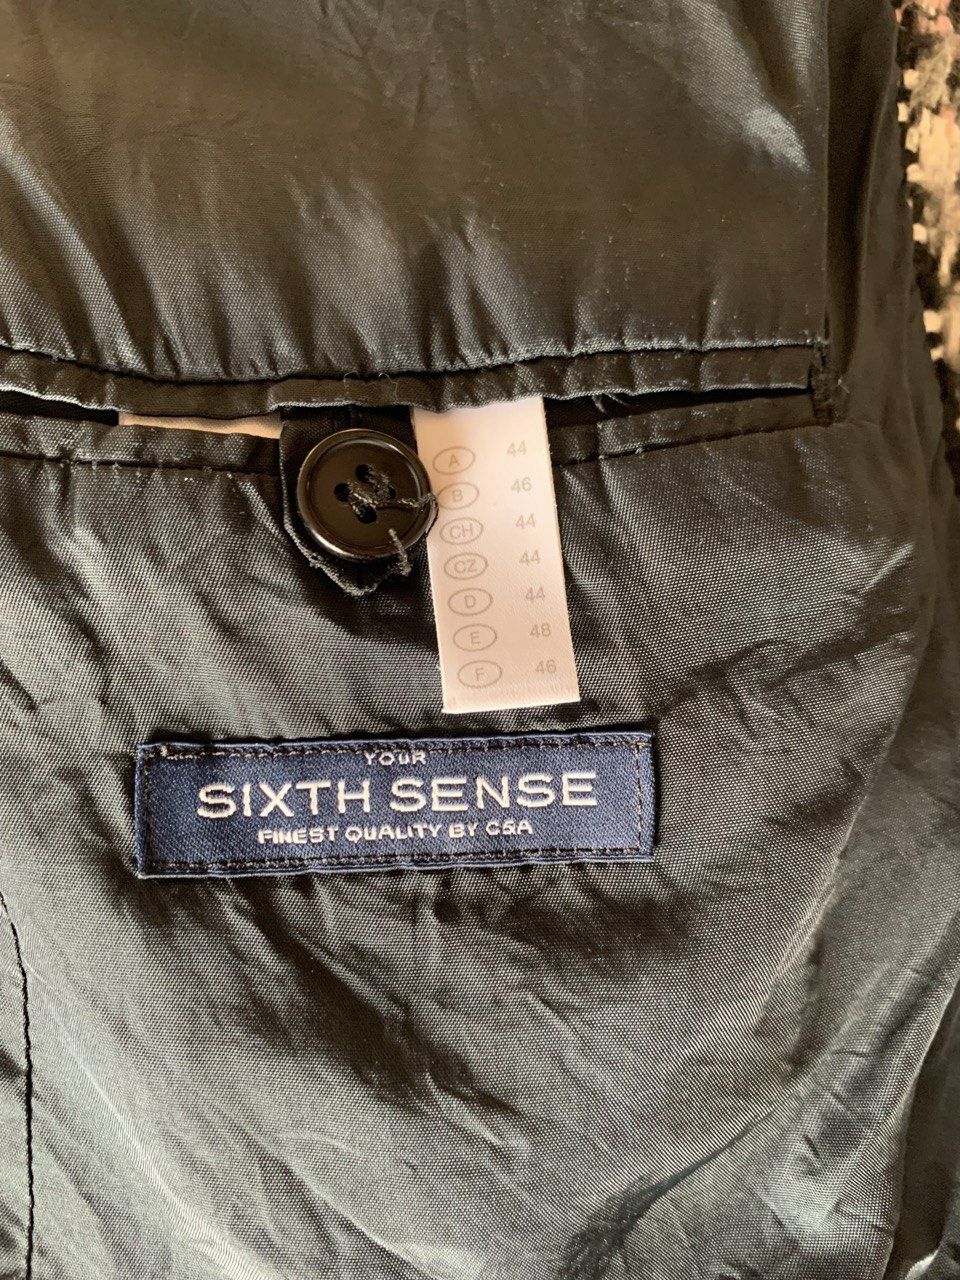 A 44
B 46
CH 44
CZ 44
D 44
E 48
F 46
YOUR
SIXTH SENSE
FINEST QUALITY BY C&A